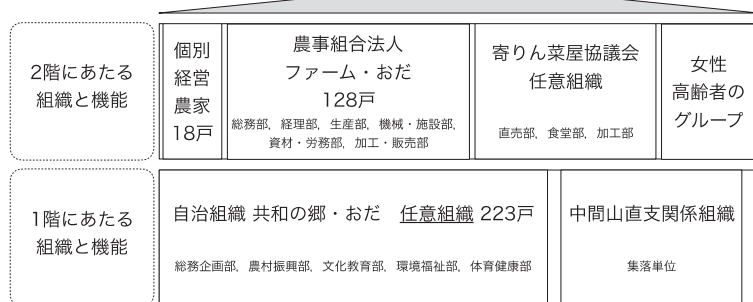 2階にあたる
組織と機能
個別
経営
農家
18戸
農事組合法人
ファーム・おだ
128戸
総務部，経理部，生産部，機械・施設部，
資材・労務部，加工・販売部
寄りん菜屋協議会
任意組織
直売部，食堂部，加工部
女性
高齢者の
グループ
1階にあたる
組織と機能
自治組織 共和の郷・おだ　任意組織 223戸
総務企画部，農村振興部，文化教育部，環境福祉部，体育健康部
中間山直支関係組織
集落単位